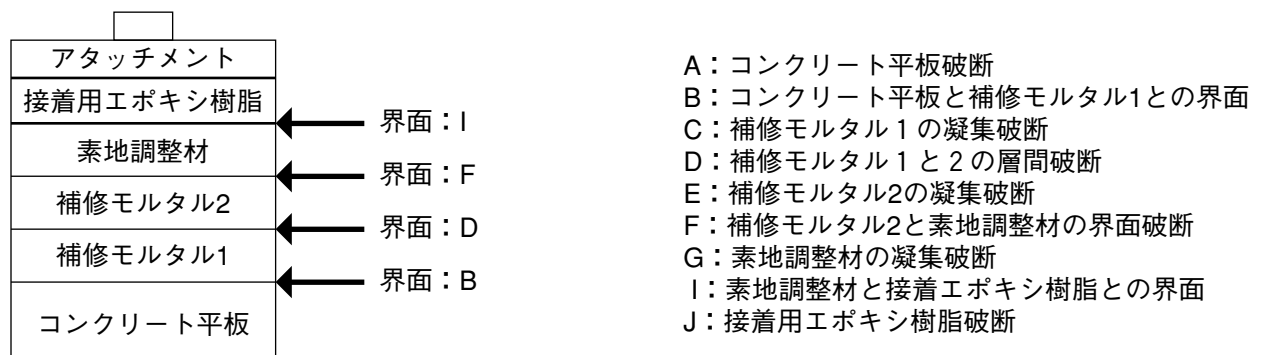 アタッチメント
接着用エポキシ樹脂
素地調整材
補修モルタル2
補修モルタル1
コンクリート平板
界面：I
界面：F
界面：D
界面：B
A：コンクリート平板破断
B：コンクリート平板と補修モルタル1との界面
C：補修モルタル１の凝集破断
D：補修モルタル１と２の層間破断
E：補修モルタル2の凝集破断
F：補修モルタル2と素地調整材の界面破断
G：素地調整材の凝集破断
I：素地調整材と接着エポキシ樹脂との界面
J：接着用エポキシ樹脂破断